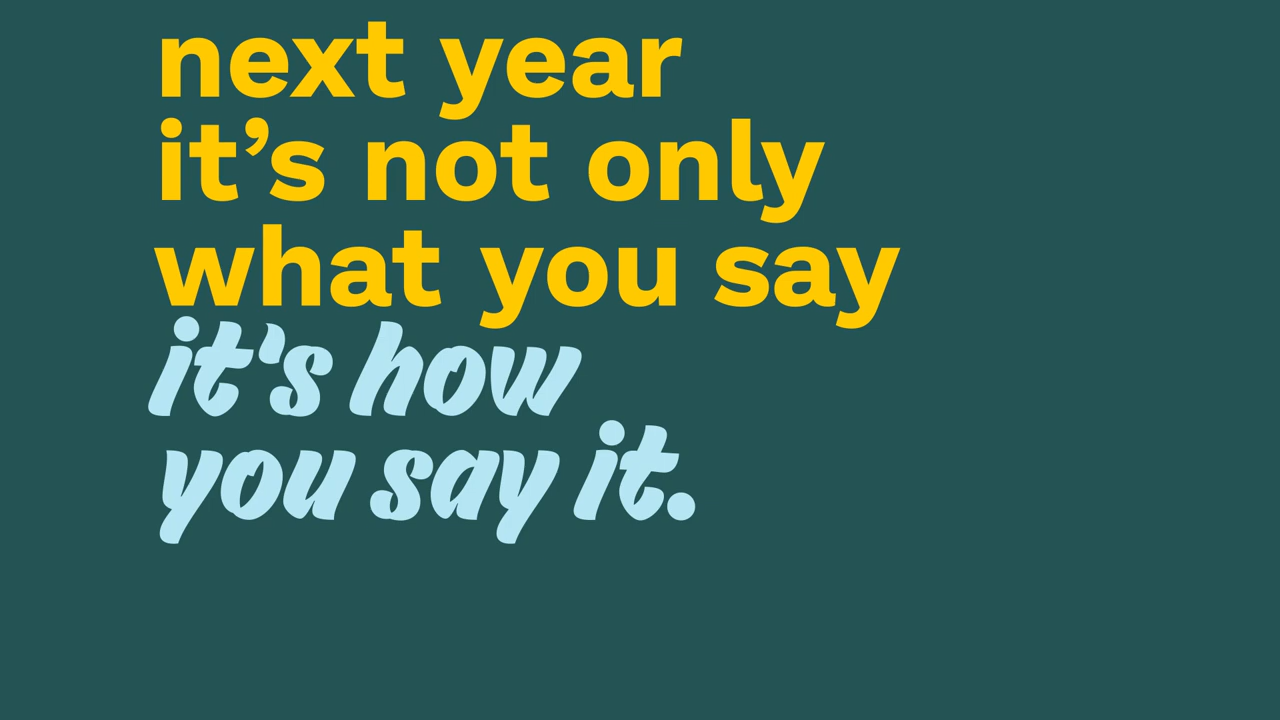 next year
it’s not only
what you say
it's how
you say it.